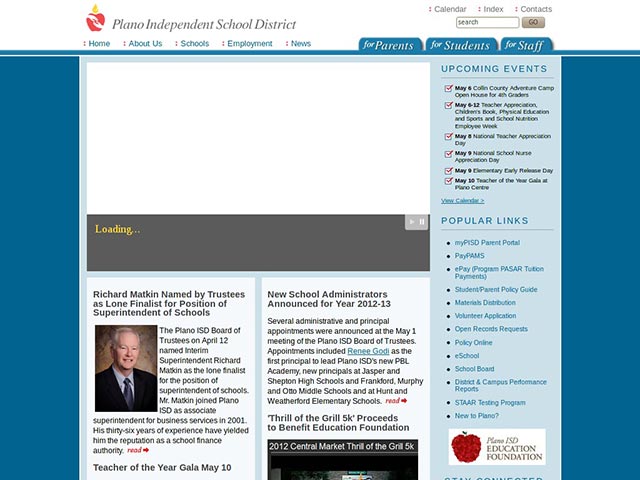 Plano Independent School District
Calendar
Index
Contacts
search
GO
Home
About Us
Schools
Employment
News
for Parents
for Students
for Staff
Loading...
Richard Matkin Named by Trustees
as Lone Finalist for Position of
Superintendent of Schools
The Plano ISD Board of
Trustees on April 12
named Interim
Superintendent Richard
Matkin as the lone finalist
for the position of
superintendent of schools.
Mr. Matkin joined Plano
ISD as associate
superintendent for business services in 2001.
His thirty-six years of experience have yielded
him the reputation as a school finance
authority. read
Teacher of the Year Gala May 10
New School Administrators
Announced for Year 2012-13
Several administrative and principal
appointments were announced at the May 1
meeting of the Plano ISD Board of Trustees.
Appointments included Renee Godi as the
first principal to lead Plano ISD's new PBL
Academy, new principals at Jasper and
Shepton High Schools and Frankford, Murphy
and Otto Middle Schools and at Hunt and
Weatherford Elementary Schools. read
'Thrill of the Grill 5k' Proceeds
to Benefit Education Foundation
2012 Central Market Thrill of the Grill 5k
UPCOMING EVENTS
May 6 Collin County Adventure Camp
Open House for 4th Graders
May 6-12 Teacher Appreciation,
Children's Book, Physical Education
and Sports and School Nutrition
Employee Week
May 8 National Teacher Appreciation
Day
May 9 National School Nurse
Appreciation Day
May 9 Elementary Early Release Day
May 10 Teacher of the Year Gala at
Plano Centre
View Calendar >
POPULAR LINKS
myPISD Parent Portal
PayPAMS
ePay (Program PASAR Tuition
Payments)
Student/Parent Policy Guide
Materials Distribution
Volunteer Application
Open Records Requests
Policy Online
eSchool
School Board
District & Campus Performance
Reports
STAAR Testing Program
New to Plano?
Plano ISD
EDUCATION
FOUNDATION
STAY CONNECTED